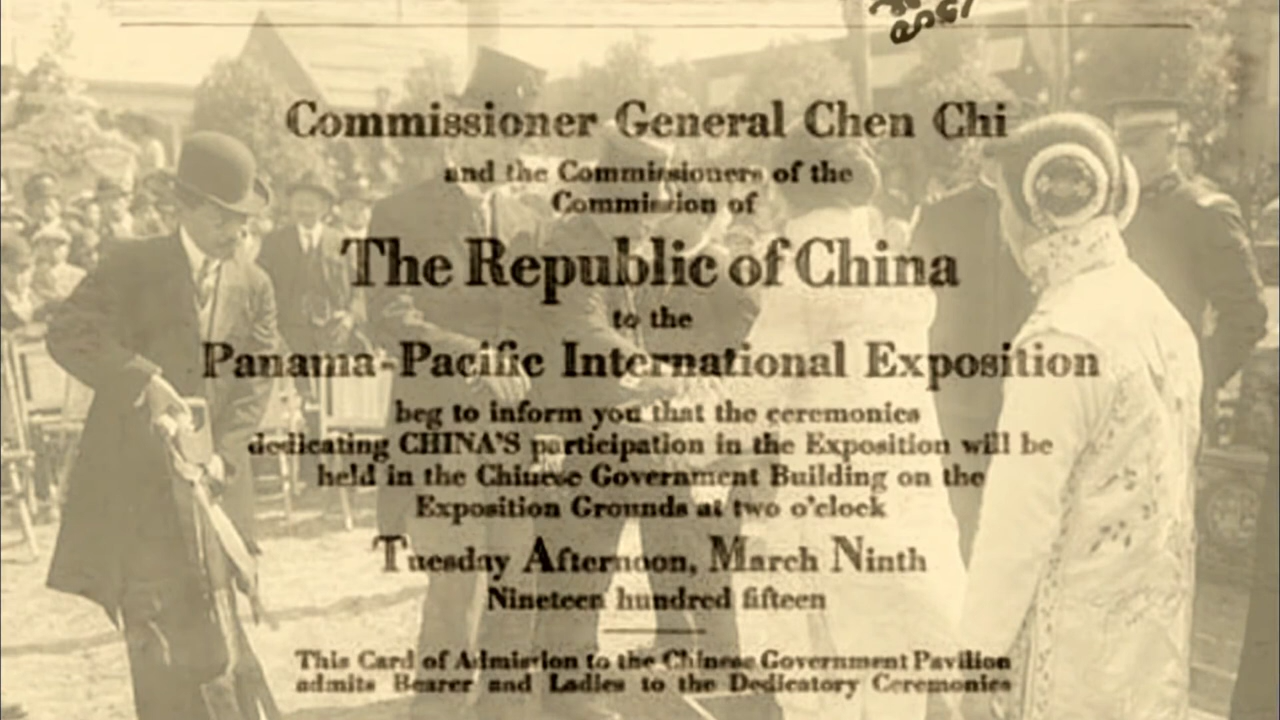 Commissioner General Chen Chi
and the Commissioners of the
Commission of
The Republic of China
to the
Panama-Pacific International Exposition
beg to inform you that the ceremonies
dedicating CHINA'S participation in the Exposition will be
held in the Chinese Government Building on the
Exposition Grounds at two o'clock
Tuesday Afternoon, March Ninth
Nineteen hundred fifteen
This Card of Admission to the Chinese Government Pavilion
admits Bearer and Ladies to the Dedicatory Ceremonies